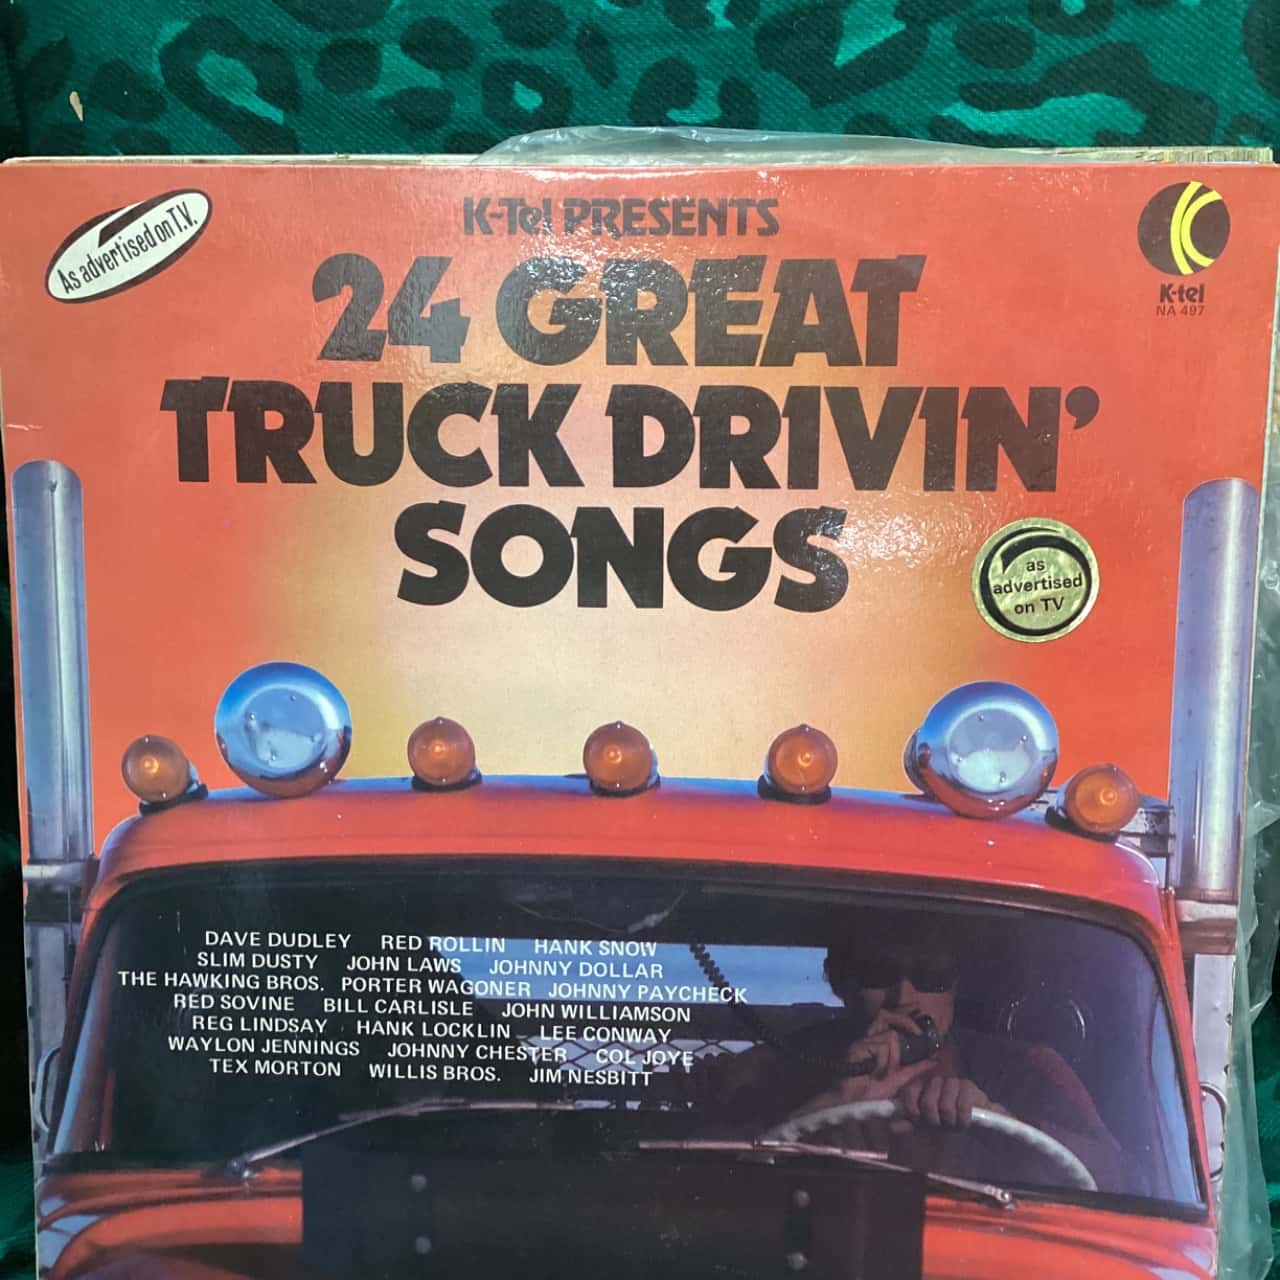 As advertised on T.V.
K-Tel PRESENTS
K-tel
NA 497
24 GREAT
TRUCK DRIVIN'
SONGS
as
advertised
on TV
DAVE DUDLEY RED ROLLIN HANK SNOW
SLIM DUSTY JOHN LAWS JOHNNY DOLLAR
THE HAWKING BROS. PORTER WAGONER JOHNNY PAYCHECK
RED SOVINE BILL CARLISLE JOHN WILLIAMSON
REG LINDSAY HANK LOCKLIN LEE CONWAY
WAYLON JENNINGS JOHNNY CHESTER COL JOYE
TEX MORTON WILLIS BROS. JIM NESBITT